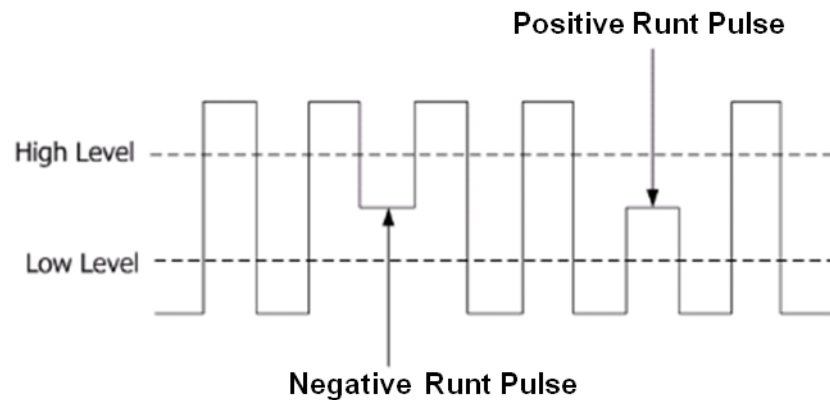 Positive Runt Pulse
High Level
Low Level
Negative Runt Pulse